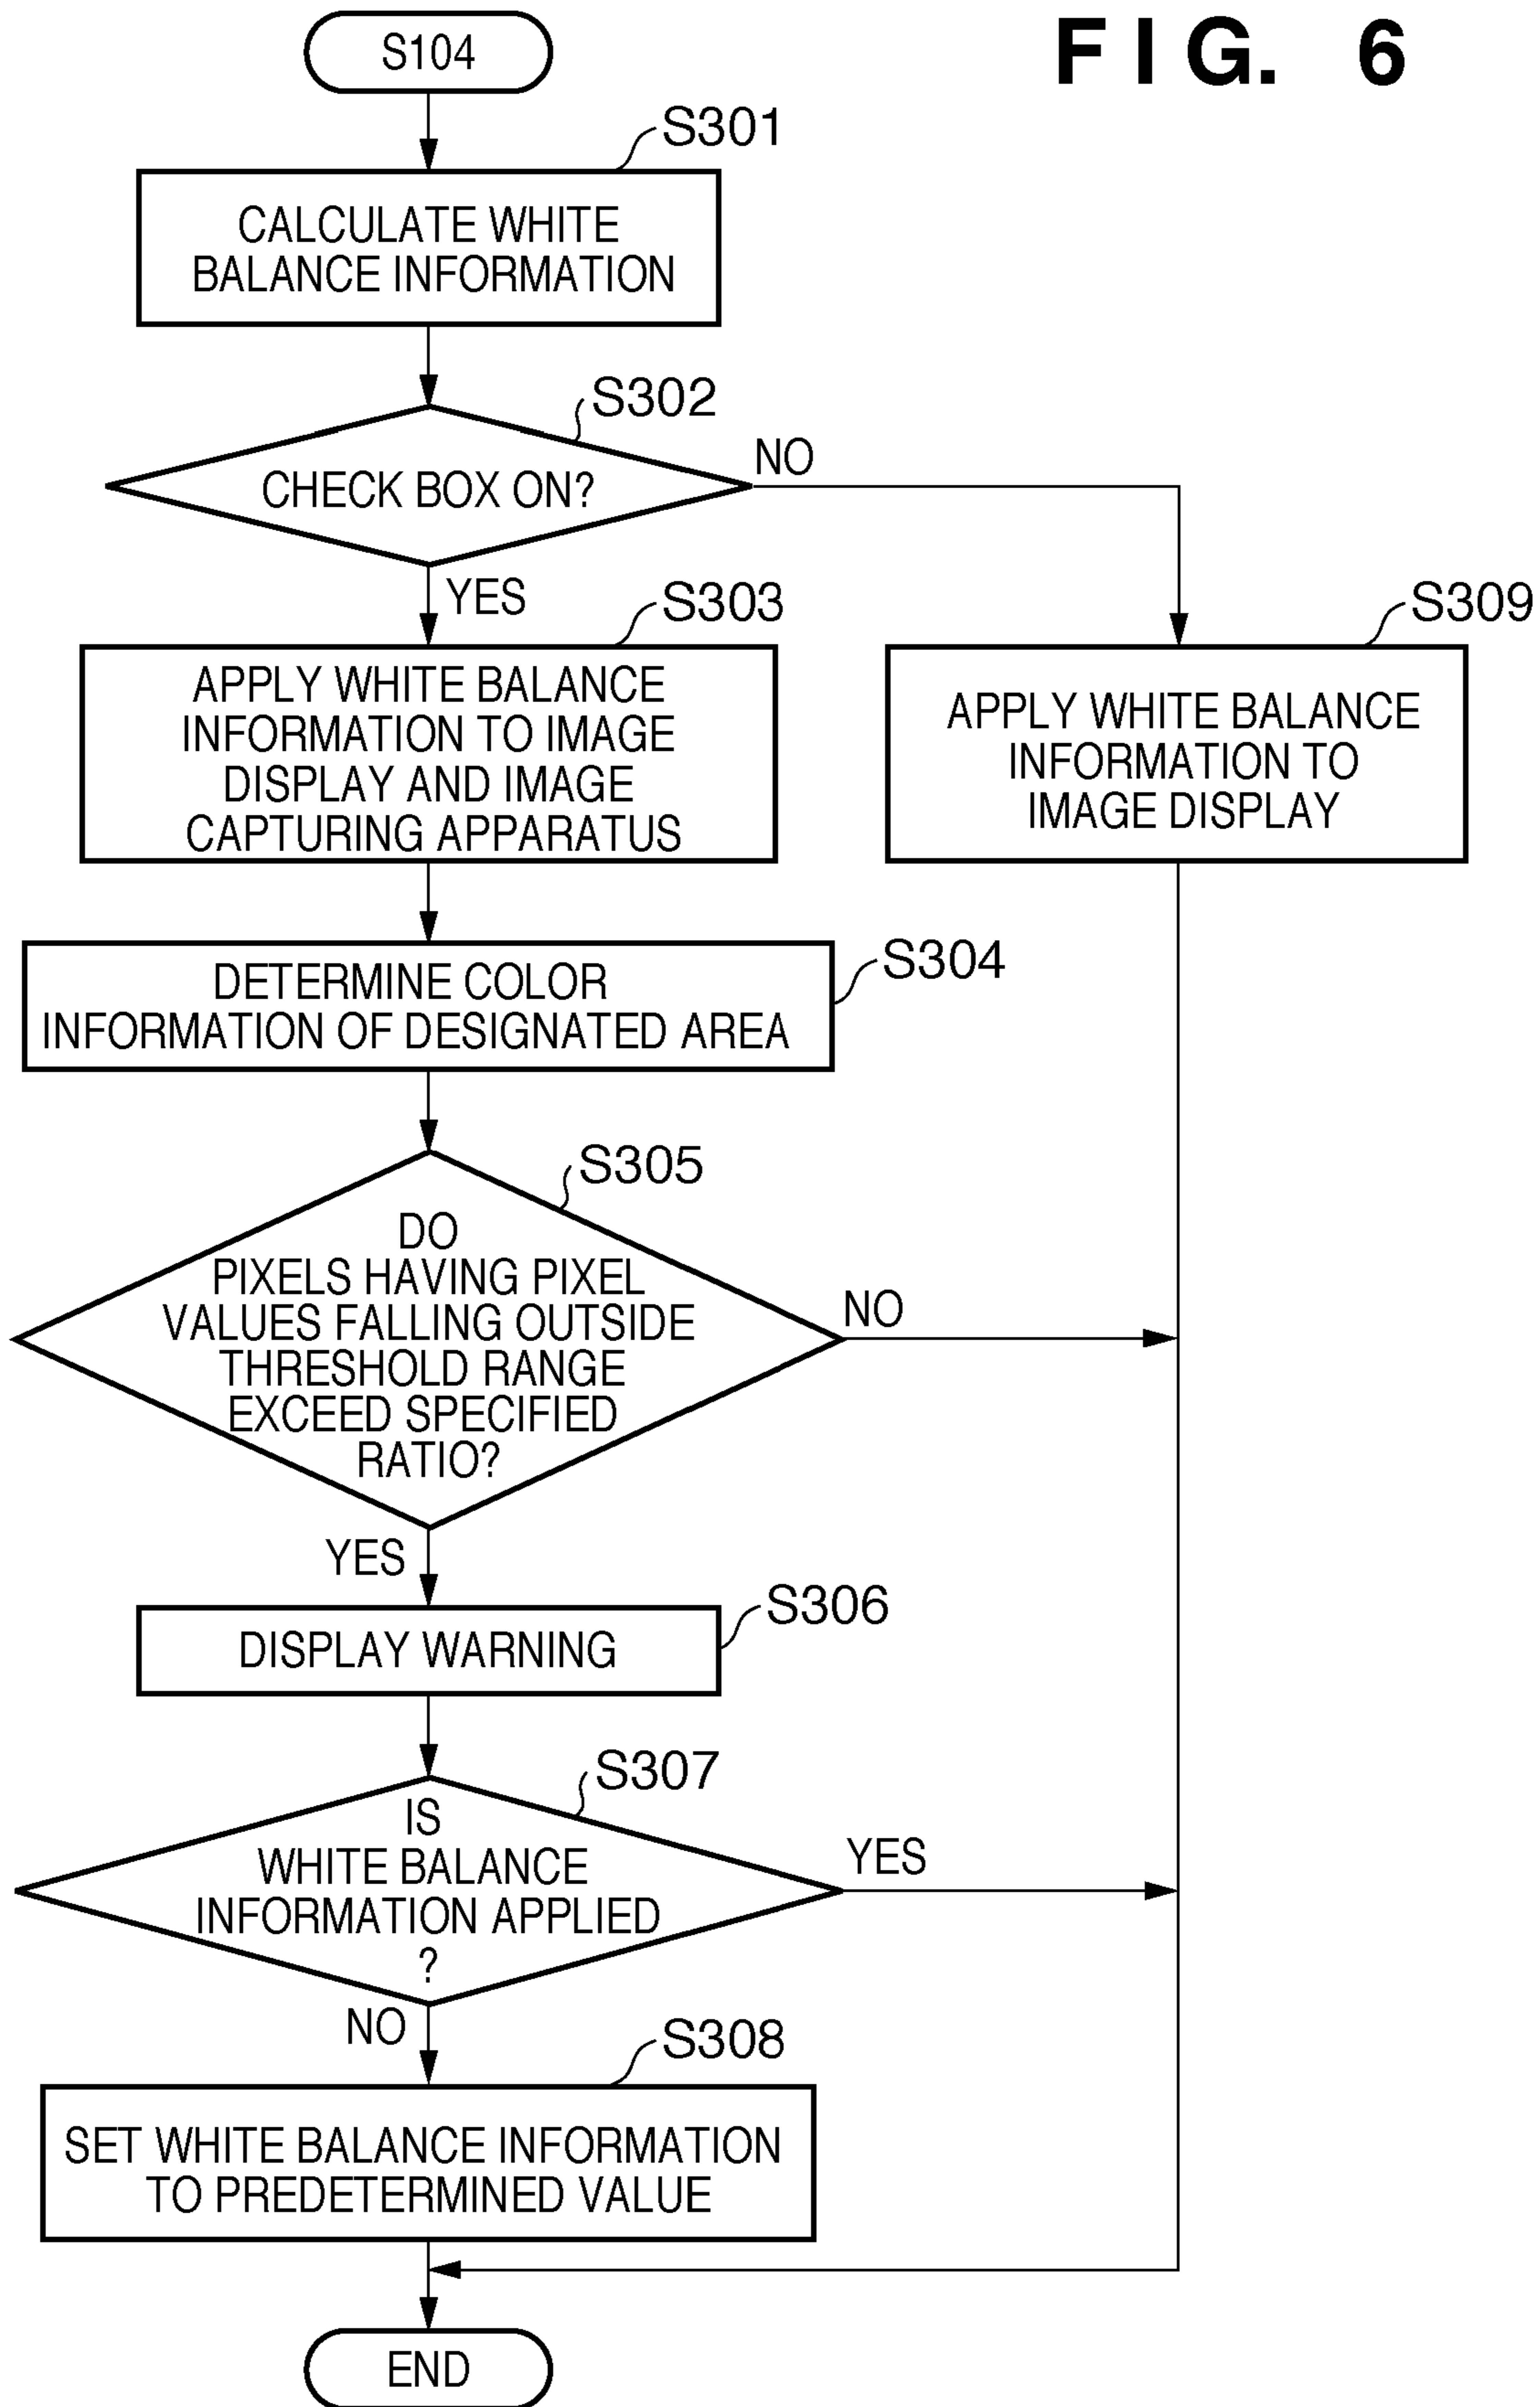 FIG. 6
S104
S301
CALCULATE WHITE
BALANCE INFORMATION
S302
CHECK BOX ON?
NO
YES
S303
APPLY WHITE BALANCE
INFORMATION TO IMAGE
DISPLAY AND IMAGE
CAPTURING APPARATUS
S309
APPLY WHITE BALANCE
INFORMATION TO
IMAGE DISPLAY
S304
DETERMINE COLOR
INFORMATION OF DESIGNATED AREA
S305
DO
PIXELS HAVING PIXEL
VALUES FALLING OUTSIDE
THRESHOLD RANGE
EXCEED SPECIFIED
RATIO?
NO
YES
S306
DISPLAY WARNING
S307
IS
WHITE BALANCE
INFORMATION APPLIED
?
YES
NO
S308
SET WHITE BALANCE INFORMATION
TO PREDETERMINED VALUE
END